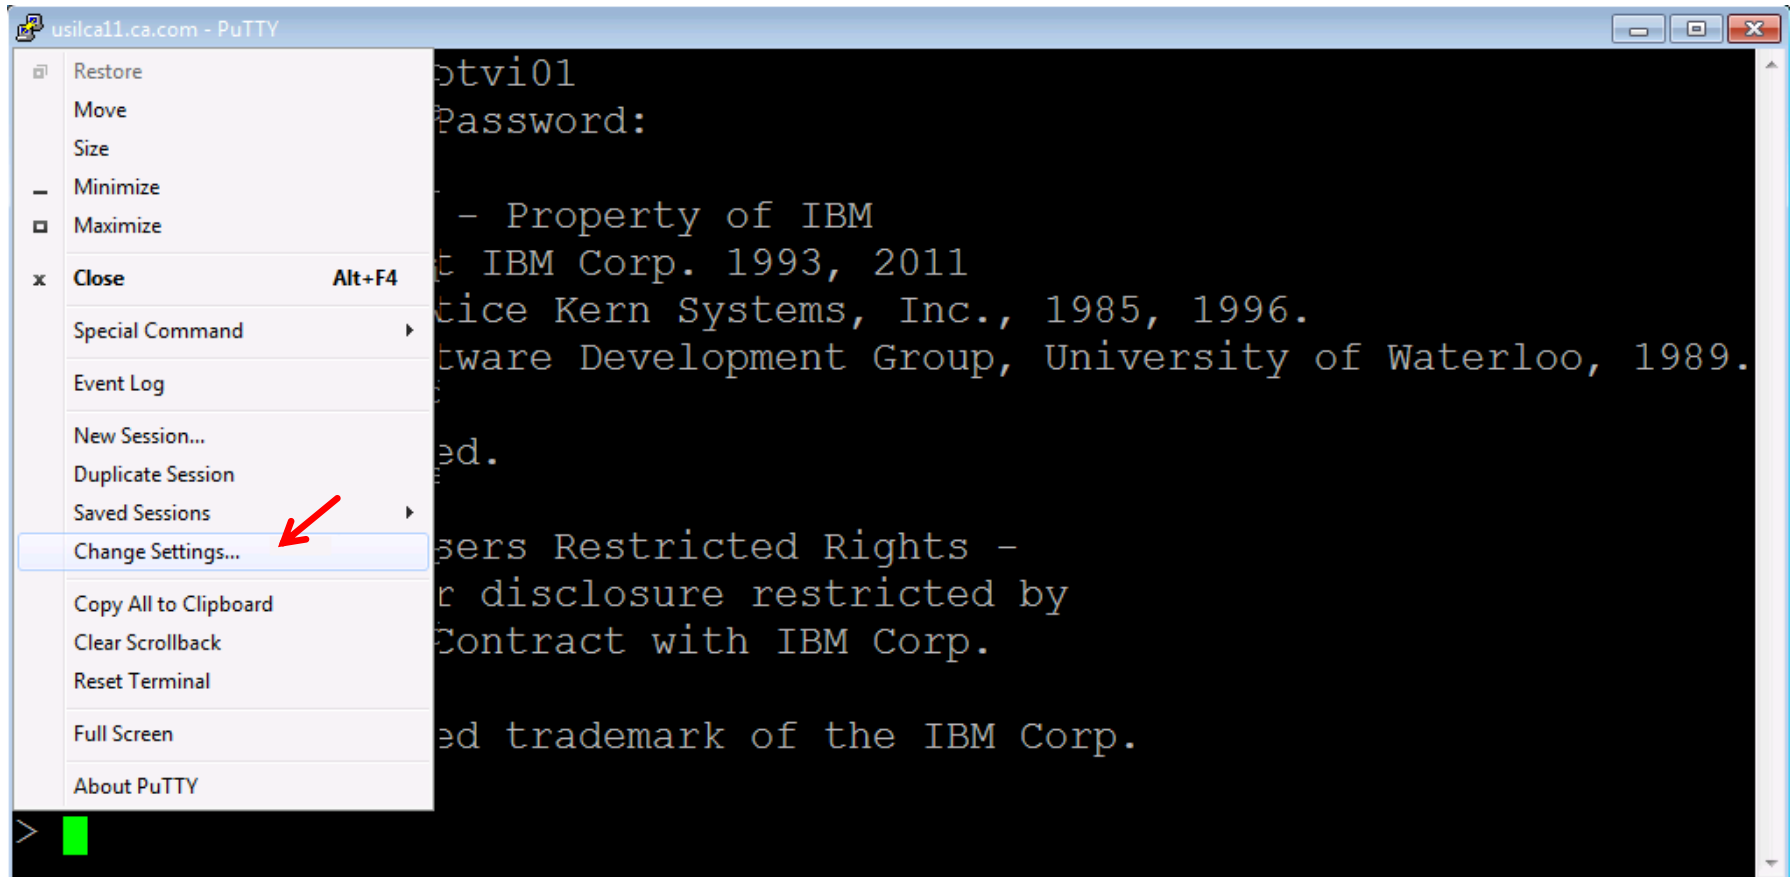 usilca11.ca.com - PuTTY
Restore
Move
Size
Minimize
Maximize
Close Alt+F4
Special Command
Event Log
New Session...
Duplicate Session
Saved Sessions
Change Settings...
Copy All to Clipboard
Clear Scrollback
Reset Terminal
Full Screen
About PuTTY
otvi01
Password:
- Property of IBM
t IBM Corp. 1993, 2011
tice Kern Systems, Inc., 1985, 1996.
tware Development Group, University of Waterloo, 1989.
ed.
sers Restricted Rights -
r disclosure restricted by
Contract with IBM Corp.
ed trademark of the IBM Corp.
>